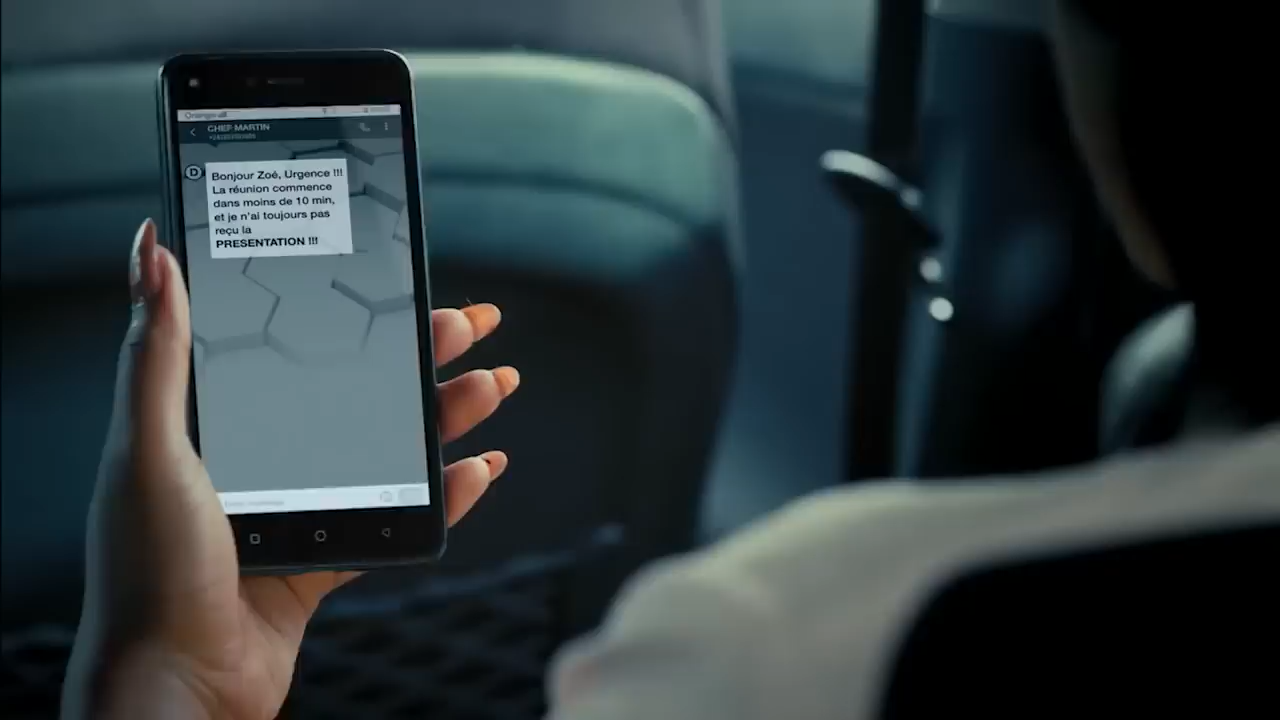 CHEF MARTIN
D
Bonjour Zoé, Urgence !!!
La réunion commence
dans moins de 10 min,
et je n'ai toujours pas
reçu la
PRESENTATION !!!